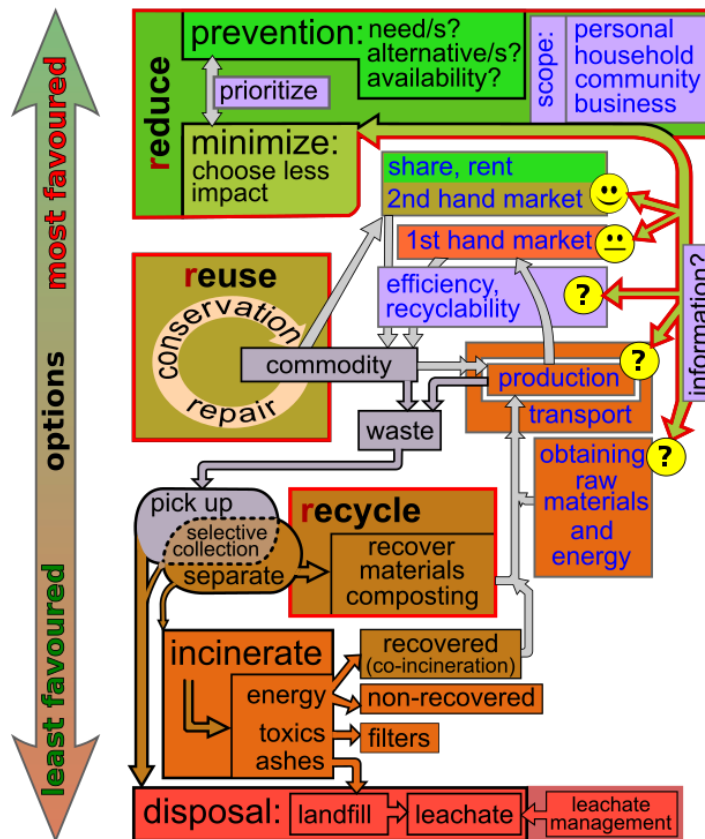 most favoured
options
least favoured
reduce
prevention:
need/s?
alternative/s?
availability?
prioritize
scope:
personal
household
community
business
minimize:
choose less
impact
share, rent
2nd hand market
1st hand market
efficiency,
recyclability
?
information?
reuse
conservation
repair
commodity
production
?
transport
waste
obtaining
raw
materials
and
energy
?
pick up
selective
collection
separate
recycle
recover
materials
composting
incinerate
energy
toxics
ashes
recovered
(co-incineration)
non-recovered
filters
disposal:
landfill
leachate
leachate
management